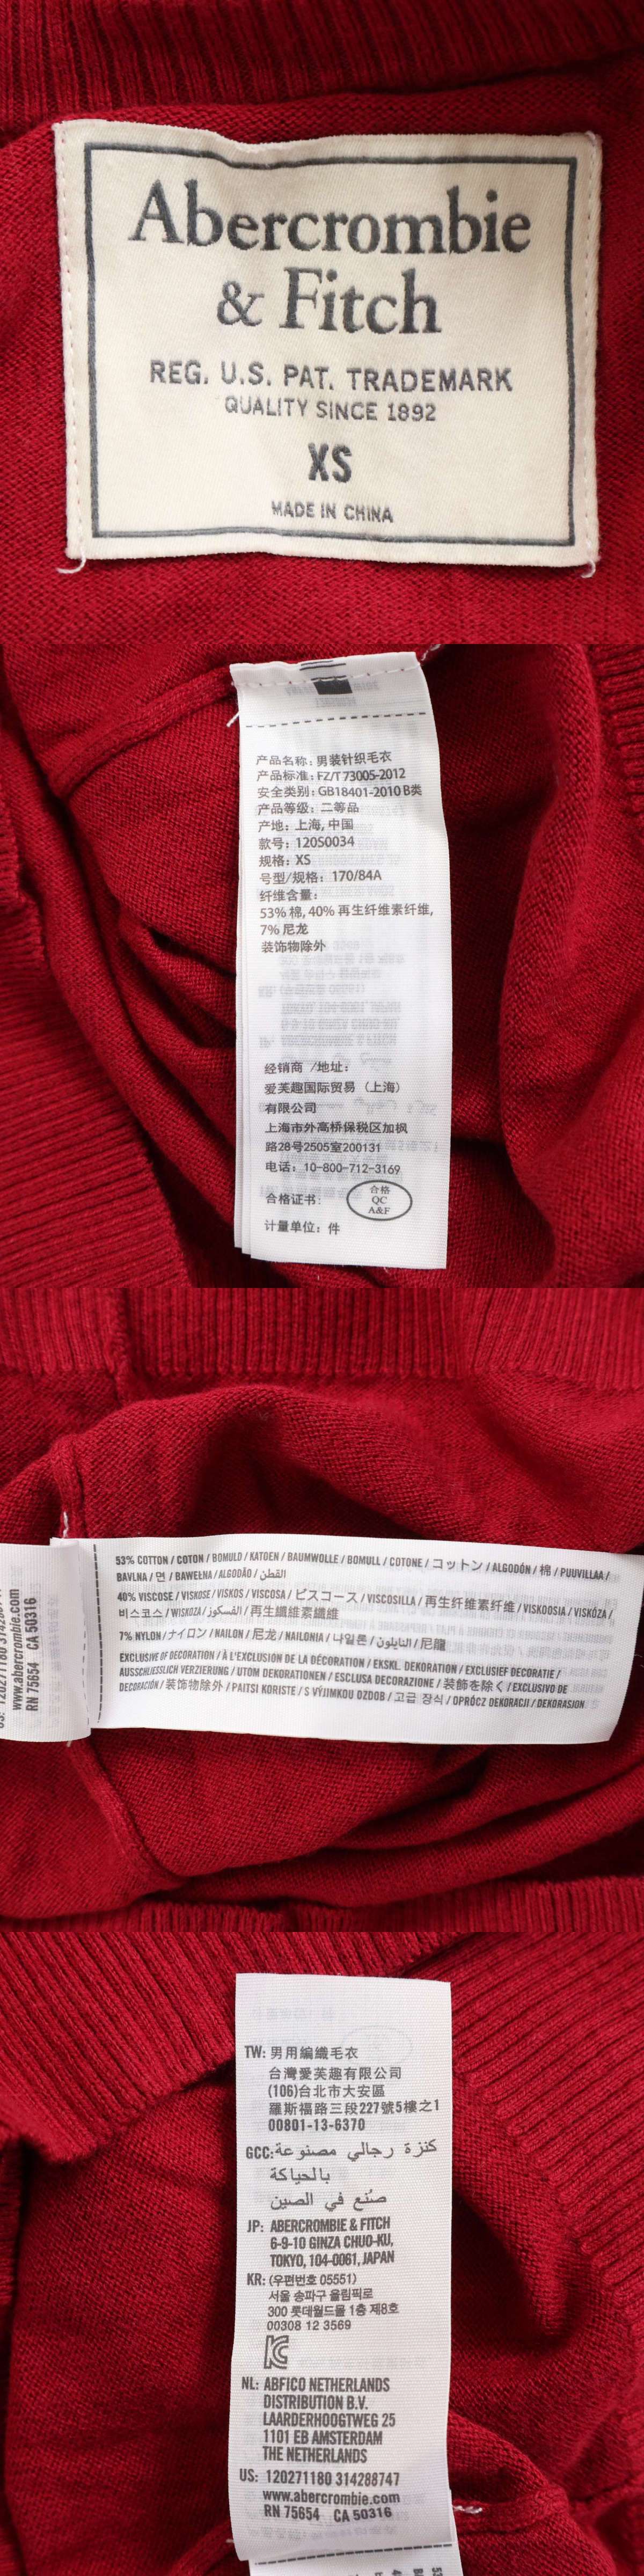 Abercrombie
& Fitch
REG. U.S. PAT. TRADEMARK
QUALITY SINCE 1892
XS
MADE IN CHINA
产品名称: 男装针织毛衣
产品标准: FZ/T 73005-2012
安全类别: GB18401-2010 B类
产品等级: 二等品
产地: 上海, 中国
款号: 120S0034
规格: XS
号型/规格: 170/84A
纤维含量:
53% 棉, 40% 再生纤维素纤维,
7% 尼龙
装饰物除外
经销商 /地址:
爱芙趣国际贸易 (上海)
有限公司
上海市外高桥保税区加枫
路28号2505室200131
电话: 10-800-712-3169
合格证书: 合格
QC
A&F
计量单位: 件
53% COTTON / COTON / BOMULD / KATOEN / BAUMWOLLE / BOMULL / COTONE / コットン / ALGODÓN / 棉 / PUUVILLAA /
BAVLNA / 면 / BAWEŁNA / ALGODÃO / القطن
40% VISCOSE / VISKOSE / VISKOS / VISCOSA / ビスコース / VISCOSILLA / 再生纤维素纤维 / VISKOOSIA / VISKÓZA /
비스코스 / WISKOZA / الفسكوز / 再生纖維素纖維
7% NYLON / ナイロン / NAILON / 尼龙 / NAILONIA / 나일론 / النايلون / 尼龍
EXCLUSIVE OF DECORATION / À L'EXCLUSION DE LA DÉCORATION / EKSKL. DEKORATION / EXCLUSIEF DECORATIE /
AUSSCHLIESSLICH VERZIERUNG / UTOM DEKORATIONEN / ESCLUSA DECORAZIONE / 装飾を除く / EXCLUSIVO DE
DECORACIÓN / 装饰物除外 / PAITSI KORISTE / S VÝJIMKOU OZDOB / 고급 장식 / OPRÓCZ DEKORACJI / DEKORASJON
www.abercrombie.com
RN 75654 CA 50316
TW: 男用編織毛衣
台灣愛芙趣有限公司
(106)台北市大安區
羅斯福路三段227號5樓之1
00801-13-6370
GCC: كنزة رجالي مصنوعة
بالحياكة
صُنع في الصين
JP: ABERCROMBIE & FITCH
6-9-10 GINZA CHUO-KU,
TOKYO, 104-0061, JAPAN
KR: (우편번호 05551)
서울 송파구 올림픽로
300 롯데월드몰 1층 제8호
00308 12 3569
NL: ABFICO NETHERLANDS
DISTRIBUTION B.V.
LAARDERHOOGTWEG 25
1101 EB AMSTERDAM
THE NETHERLANDS
US: 120271180 314288747
www.abercrombie.com
RN 75654 CA 50316